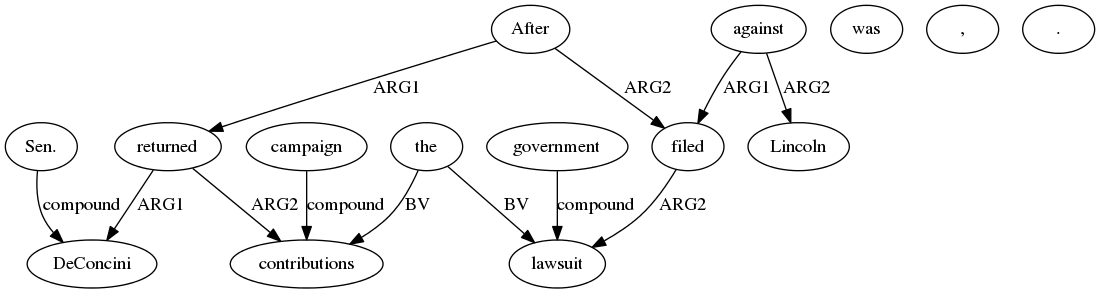 After against was , .
ARG1 ARG2 ARG1 ARG2
Sen. returned campaign the government filed Lincoln
compound ARG1 ARG2 compound BV BV compound ARG2
DeConcini contributions lawsuit